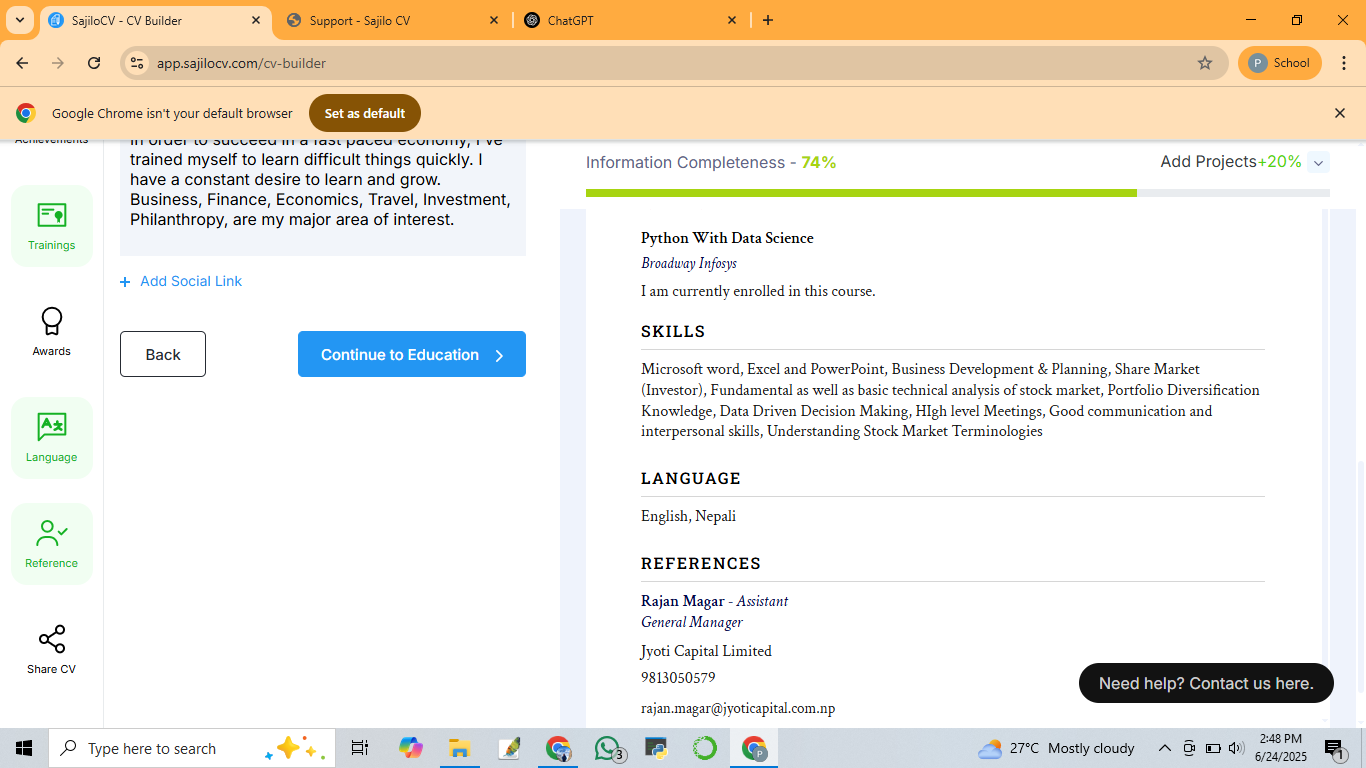 SajiloCV - CV Builder
Support - Sajilo CV
ChatGPT
app.sajilocv.com/cv-builder
P School
Google Chrome isn't your default browser
Set as default
Achievements
Trainings
Awards
Language
Reference
Share CV
In order to succeed in a fast paced economy, I've
trained myself to learn difficult things quickly. I
have a constant desire to learn and grow.
Business, Finance, Economics, Travel, Investment,
Philanthropy, are my major area of interest.
+ Add Social Link
Back
Continue to Education
Information Completeness - 74%
Add Projects+20%
Python With Data Science
Broadway Infosys
I am currently enrolled in this course.
SKILLS
Microsoft word, Excel and PowerPoint, Business Development & Planning, Share Market
(Investor), Fundamental as well as basic technical analysis of stock market, Portfolio Diversification
Knowledge, Data Driven Decision Making, HIgh level Meetings, Good communication and
interpersonal skills, Understanding Stock Market Terminologies
LANGUAGE
English, Nepali
REFERENCES
Rajan Magar - Assistant
General Manager
Jyoti Capital Limited
9813050579
rajan.magar@jyoticapital.com.np
Need help? Contact us here.
Type here to search
3
P
27°C Mostly cloudy
2:48 PM
6/24/2025
1